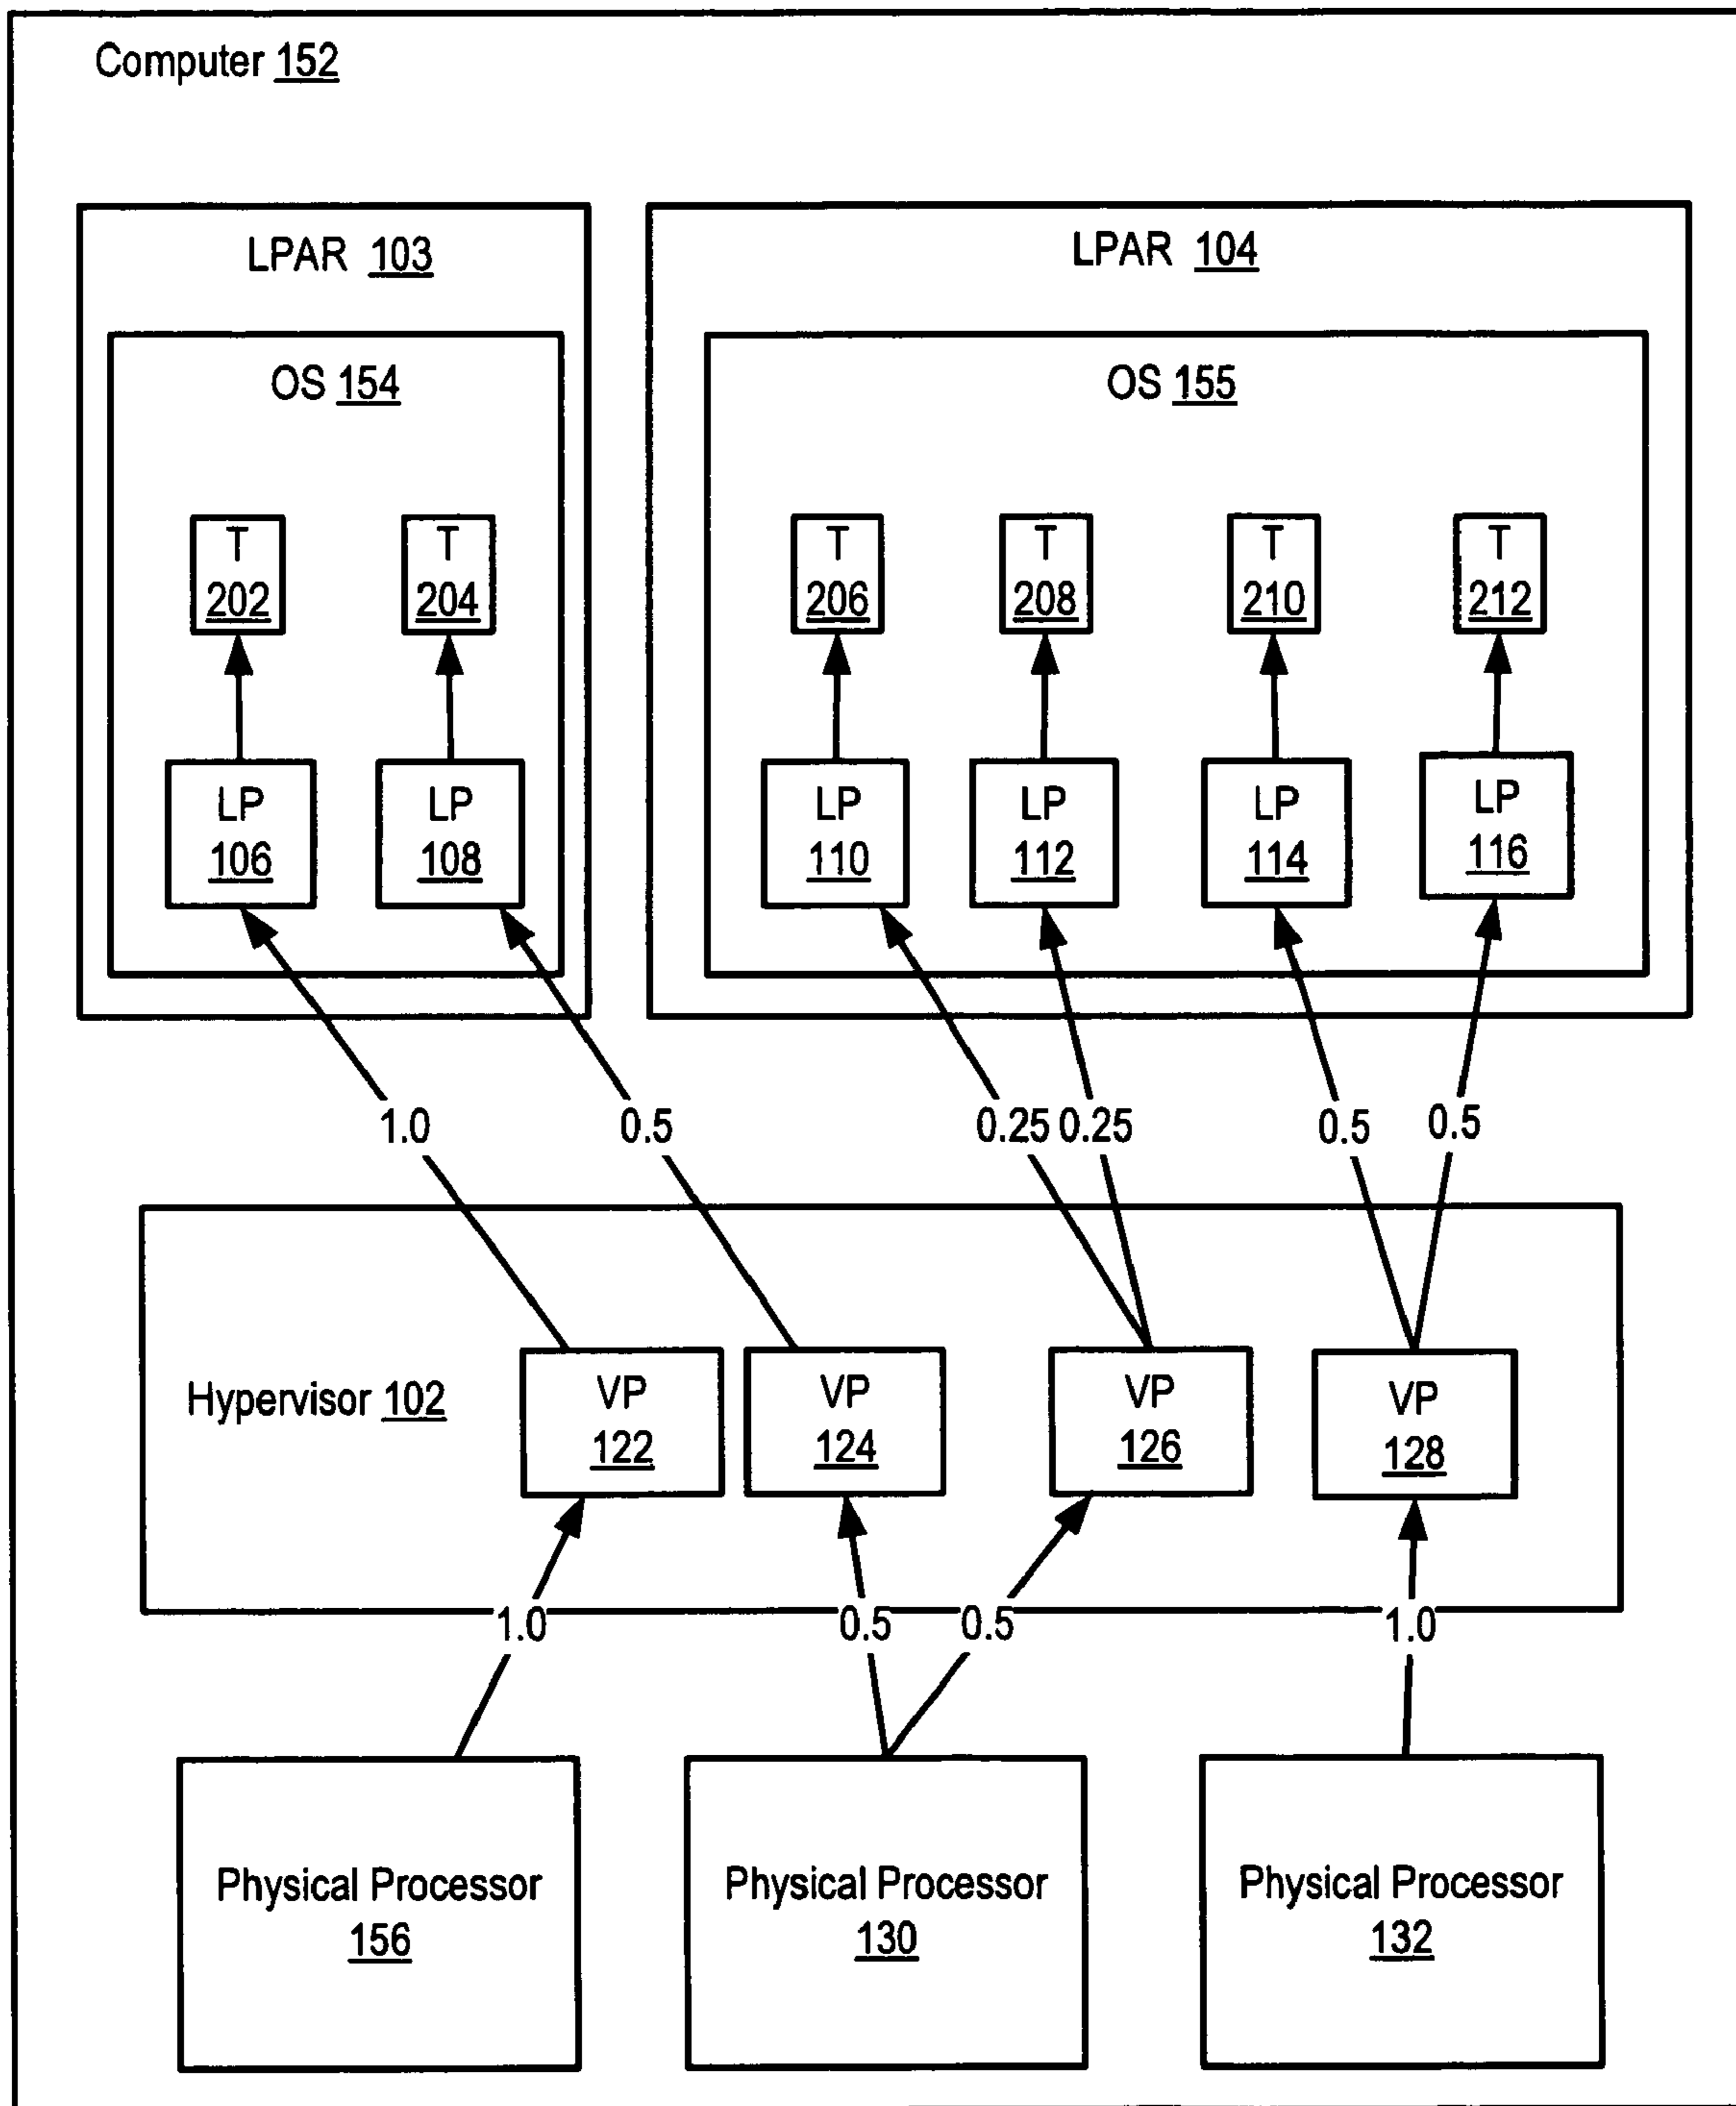 Computer 152
LPAR 103
LPAR 104
OS 154
OS 155
T
202
T
204
T
206
T
208
T
210
T
212
LP
106
LP
108
LP
110
LP
112
LP
114
LP
116
1.0
0.5
0.25
0.25
0.5
0.5
Hypervisor 102
VP
122
VP
124
VP
126
VP
128
1.0
0.5
0.5
1.0
Physical Processor
156
Physical Processor
130
Physical Processor
132